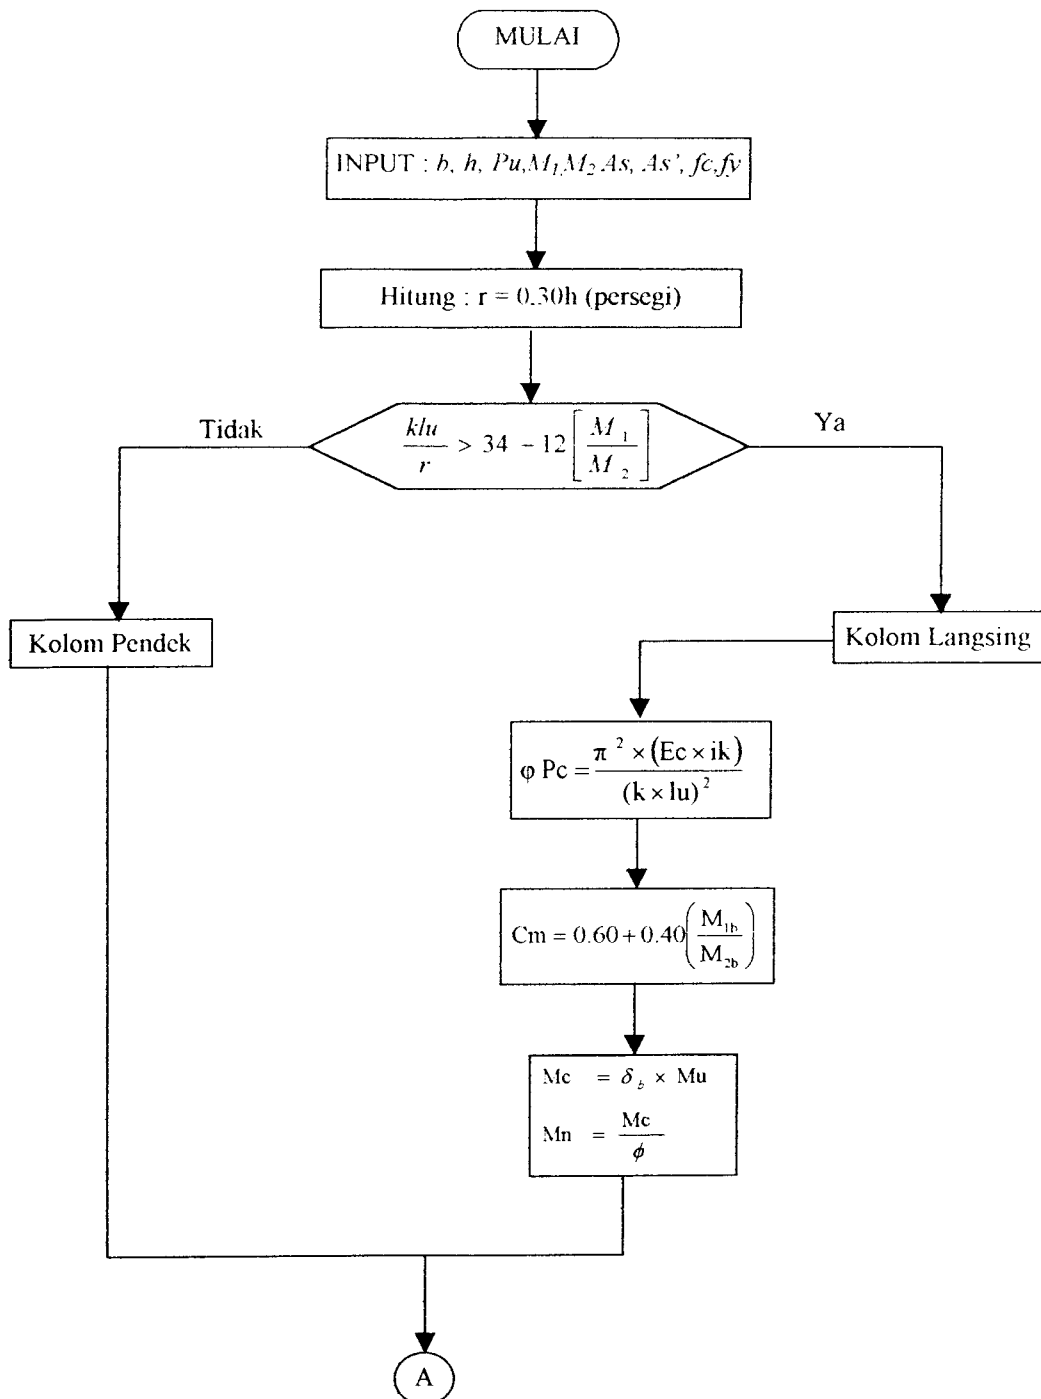 MULAI
INPUT : b, h, Pu,M₁,M₂ As, As', fc,fy
Hitung : r = 0.30h (persegi)
Tidak
klu/r > 34 - 12 [M₁/M₂]
Ya
Kolom Pendek
Kolom Langsing
φ Pc = π² × (Ec × ik) / (k × lu)²
Cm = 0.60 + 0.40 (M₁b/M₂b)
Mc = δb × Mu
Mn = Mc/ϕ
A